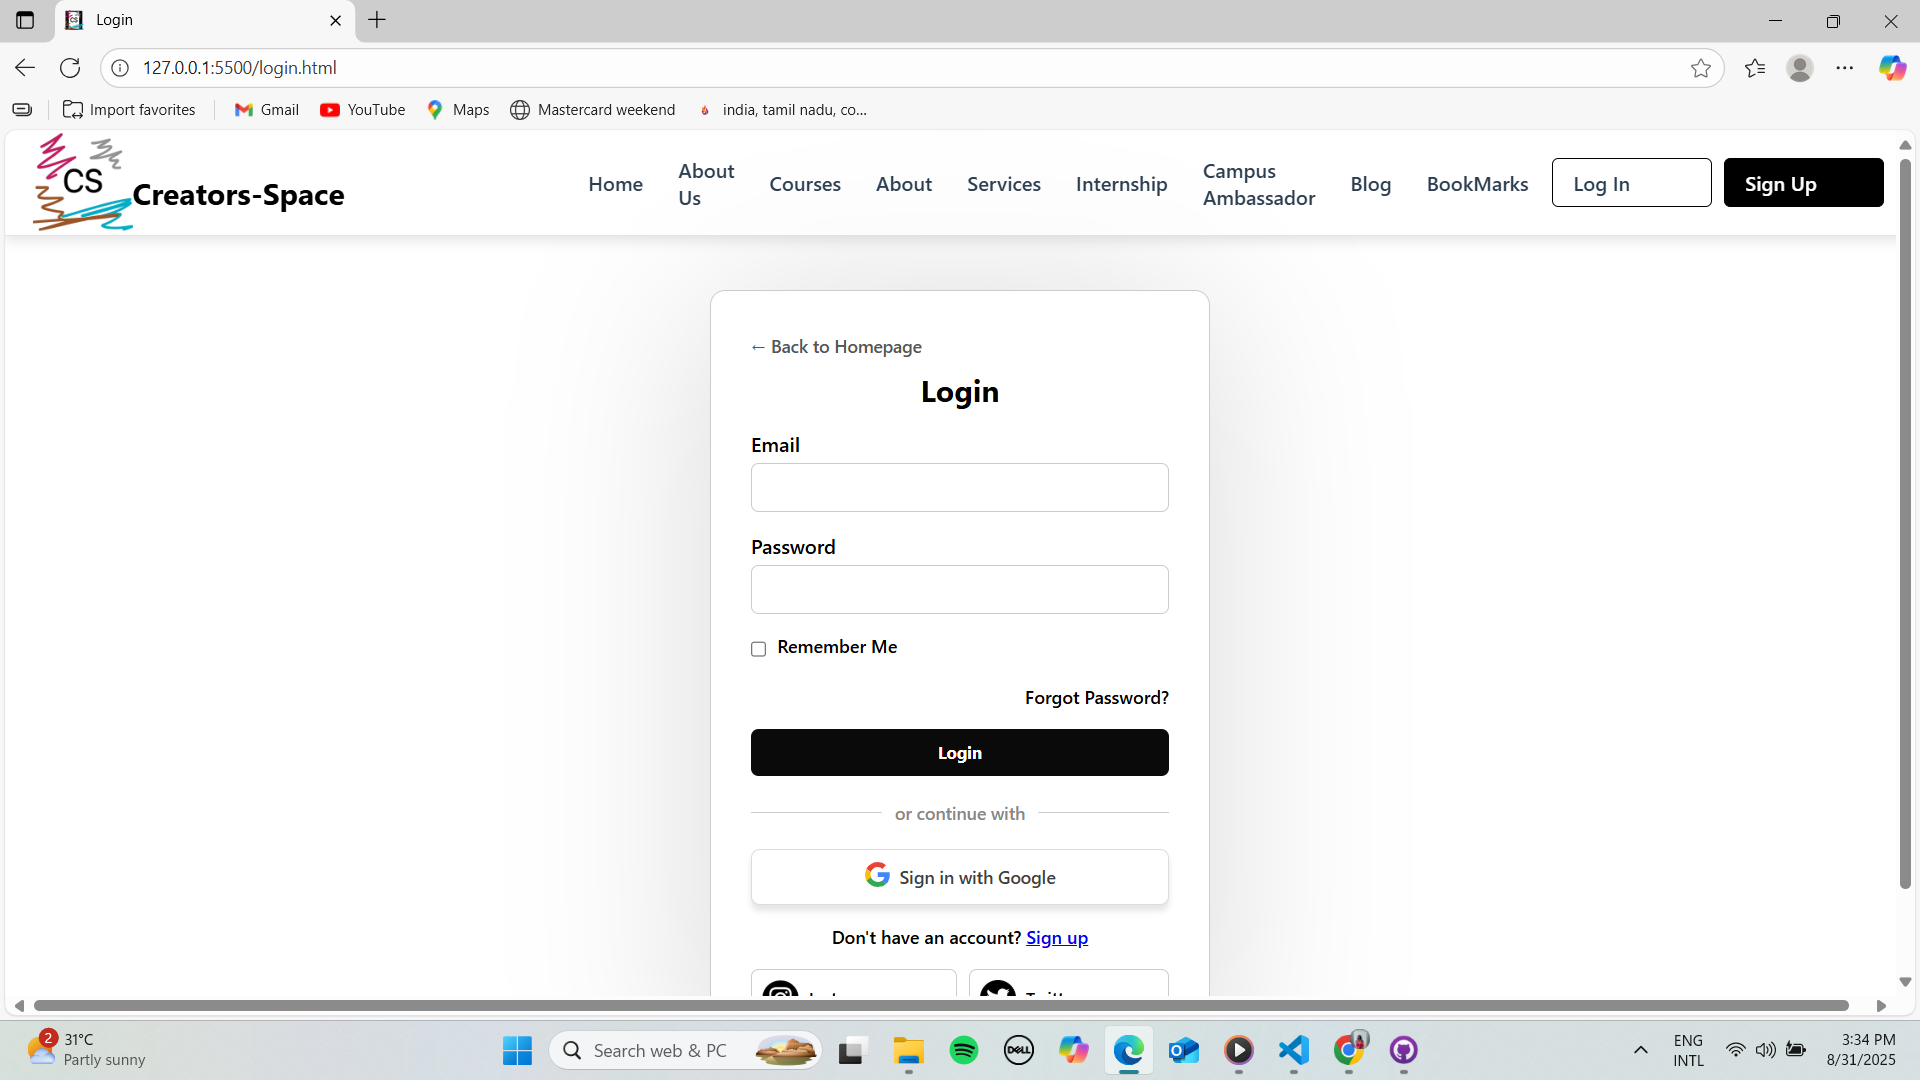 Login
127.0.0.1:5500/login.html
Import favorites
Gmail
YouTube
Maps
Mastercard weekend
india, tamil nadu, co...
CS
Creators-Space
Home
About
Us
Courses
About
Services
Internship
Campus
Ambassador
Blog
BookMarks
Log In
Sign Up
← Back to Homepage
Login
Email
Password
Remember Me
Forgot Password?
Login
or continue with
Sign in with Google
Don't have an account? Sign up
2
31°C
Partly sunny
Search web & PC
DELL
ENG
INTL
3:34 PM
8/31/2025